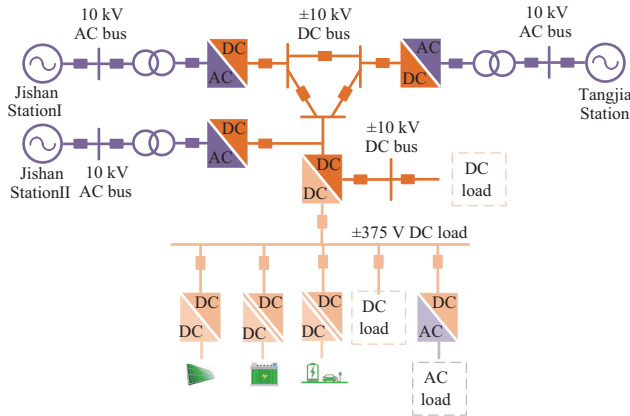 10 kV
AC bus
±10 kV
DC bus
10 kV
AC bus
DC
AC
AC
DC
Jishan
StationI
Tangjia
Station
DC
AC
±10 kV
DC bus
Jishan
StationII
10 kV
AC bus
DC
DC
DC
load
±375 V DC load
DC
DC
DC
DC
DC
DC
DC
load
DC
AC
AC
load